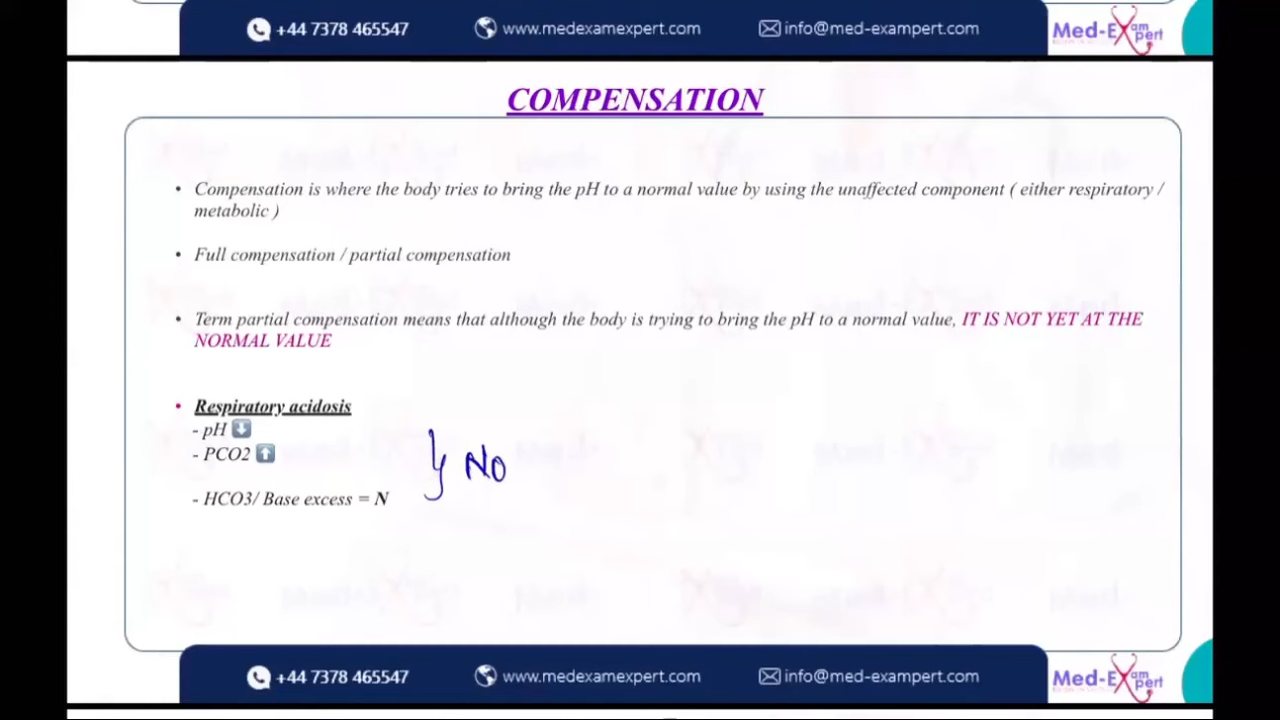 +44 7378 465547 www.medexamexpert.com info@med-exampert.com Med-Exam pert
COMPENSATION
• Compensation is where the body tries to bring the pH to a normal value by using the unaffected component ( either respiratory /
metabolic )
• Full compensation / partial compensation
• Term partial compensation means that although the body is trying to bring the pH to a normal value, IT IS NOT YET AT THE
NORMAL VALUE
• Respiratory acidosis
- pH ⬇️
- PCO2 ⬆️
No
- HCO3/ Base excess = N
+44 7378 465547 www.medexamexpert.com info@med-exampert.com Med-Exam pert